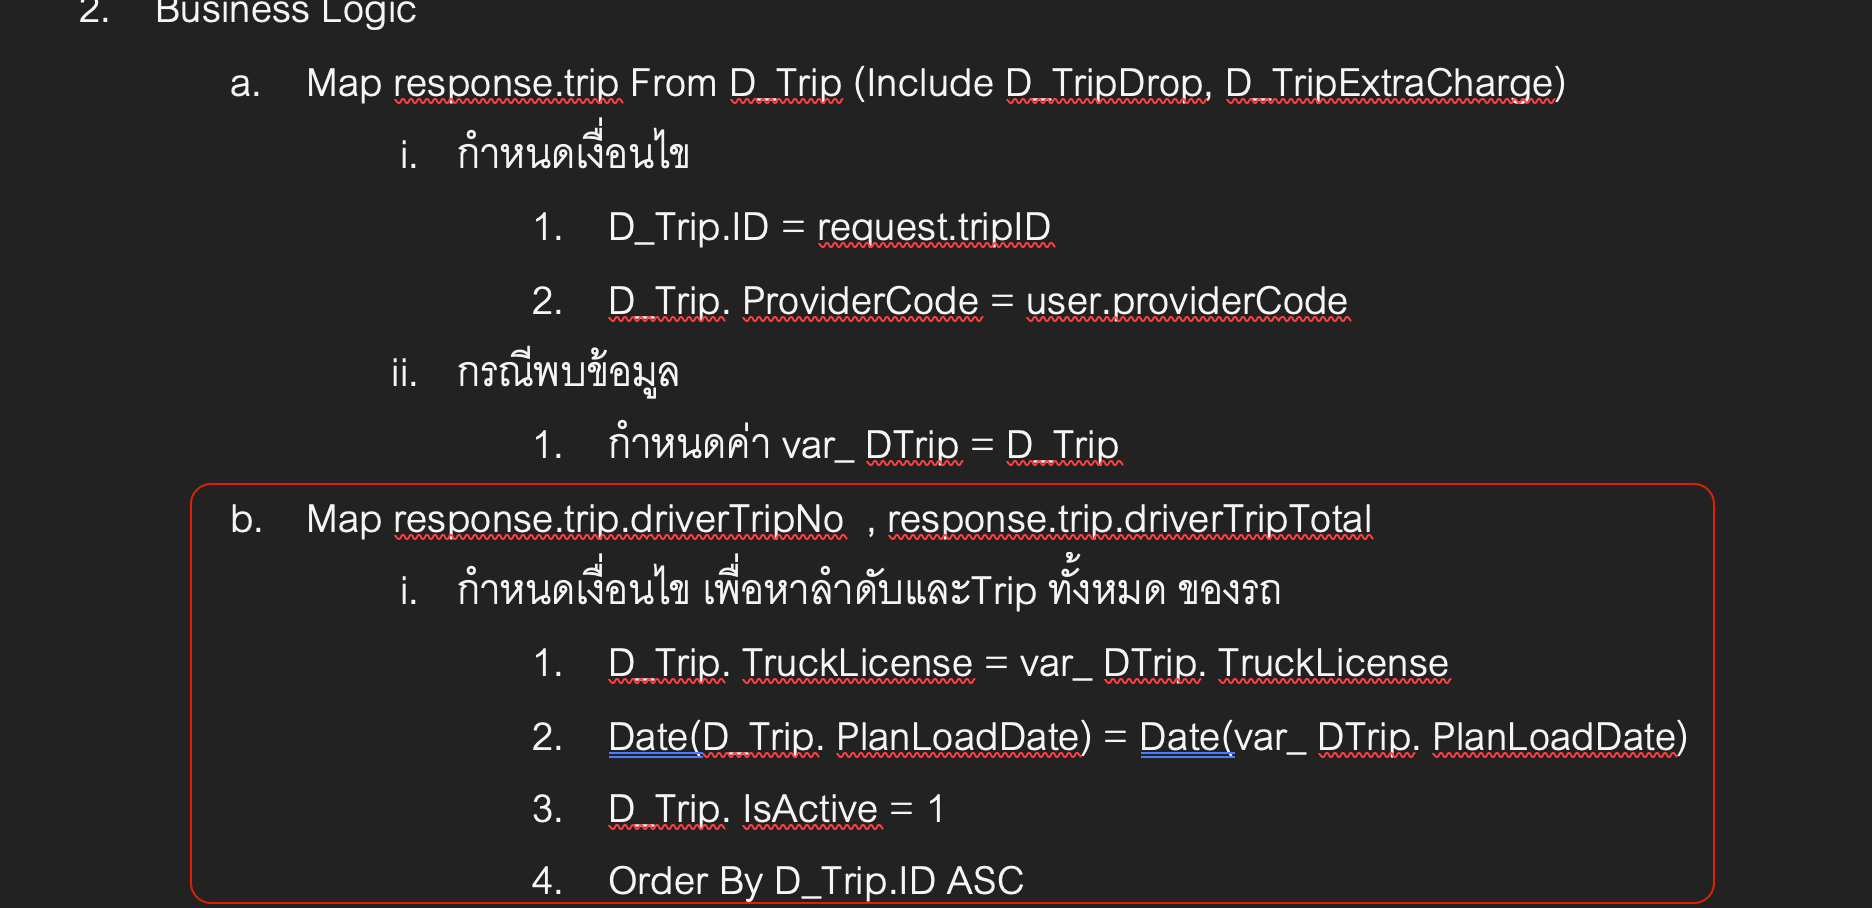 2. Business Logic
a. Map response.trip From D_Trip (Include D_TripDrop, D_TripExtraCharge)
i. กำหนดเงื่อนไข
1. D_Trip.ID = request.tripID
2. D_Trip. ProviderCode = user.providerCode
ii. กรณีพบข้อมูล
1. กำหนดค่า var_ DTrip = D_Trip
b. Map response.trip.driverTripNo , response.trip.driverTripTotal
i. กำหนดเงื่อนไข เพื่อหาลำดับและTrip ทั้งหมด ของรถ
1. D_Trip. TruckLicense = var_ DTrip. TruckLicense
2. Date(D_Trip. PlanLoadDate) = Date(var_ DTrip. PlanLoadDate)
3. D_Trip. IsActive = 1
4. Order By D_Trip.ID ASC